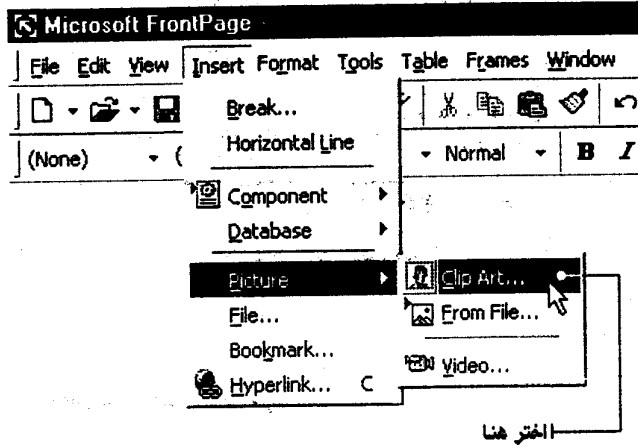 Microsoft FrontPage
File Edit View Insert Format Tools Table Frames Window
Break...
(None) Horizontal Line Normal B I
Component
Database
Picture Clip Art...
File... From File...
Bookmark...
Hyperlink... C Video...
اختر هنا